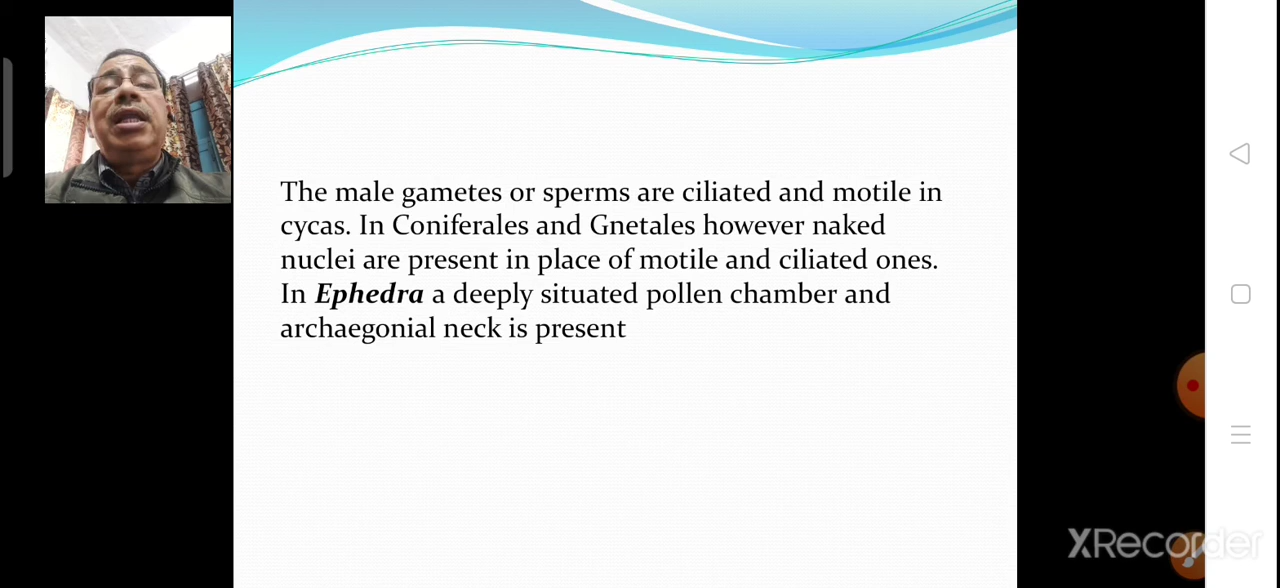 The male gametes or sperms are ciliated and motile in
cycas. In Coniferales and Gnetales however naked
nuclei are present in place of motile and ciliated ones.
In Ephedra a deeply situated pollen chamber and
archaegonial neck is present
XRecorder